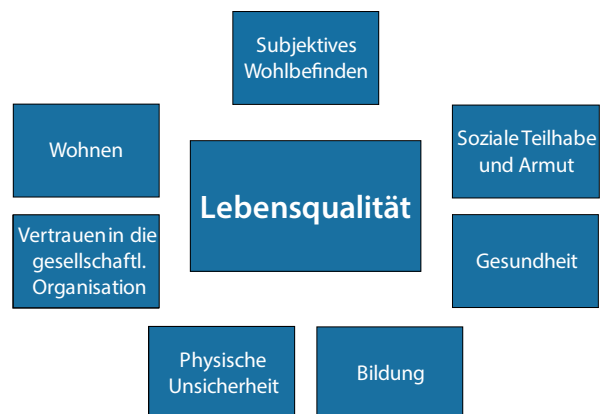 Subjektives
Wohlbefinden
Wohnen
Soziale Teilhabe
und Armut
Lebensqualität
Vertrauen in die
gesellschaftl.
Organisation
Gesundheit
Physische
Unsicherheit
Bildung